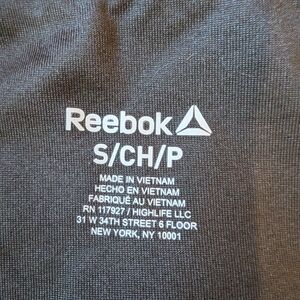 Reebok
S/CH/P
MADE IN VIETNAM
HECHO EN VIETNAM
FABRIQUÉ AU VIETNAM
RN 117927 / HIGHLIFE LLC
31 W 34TH STREET 6 FLOOR
NEW YORK, NY 10001